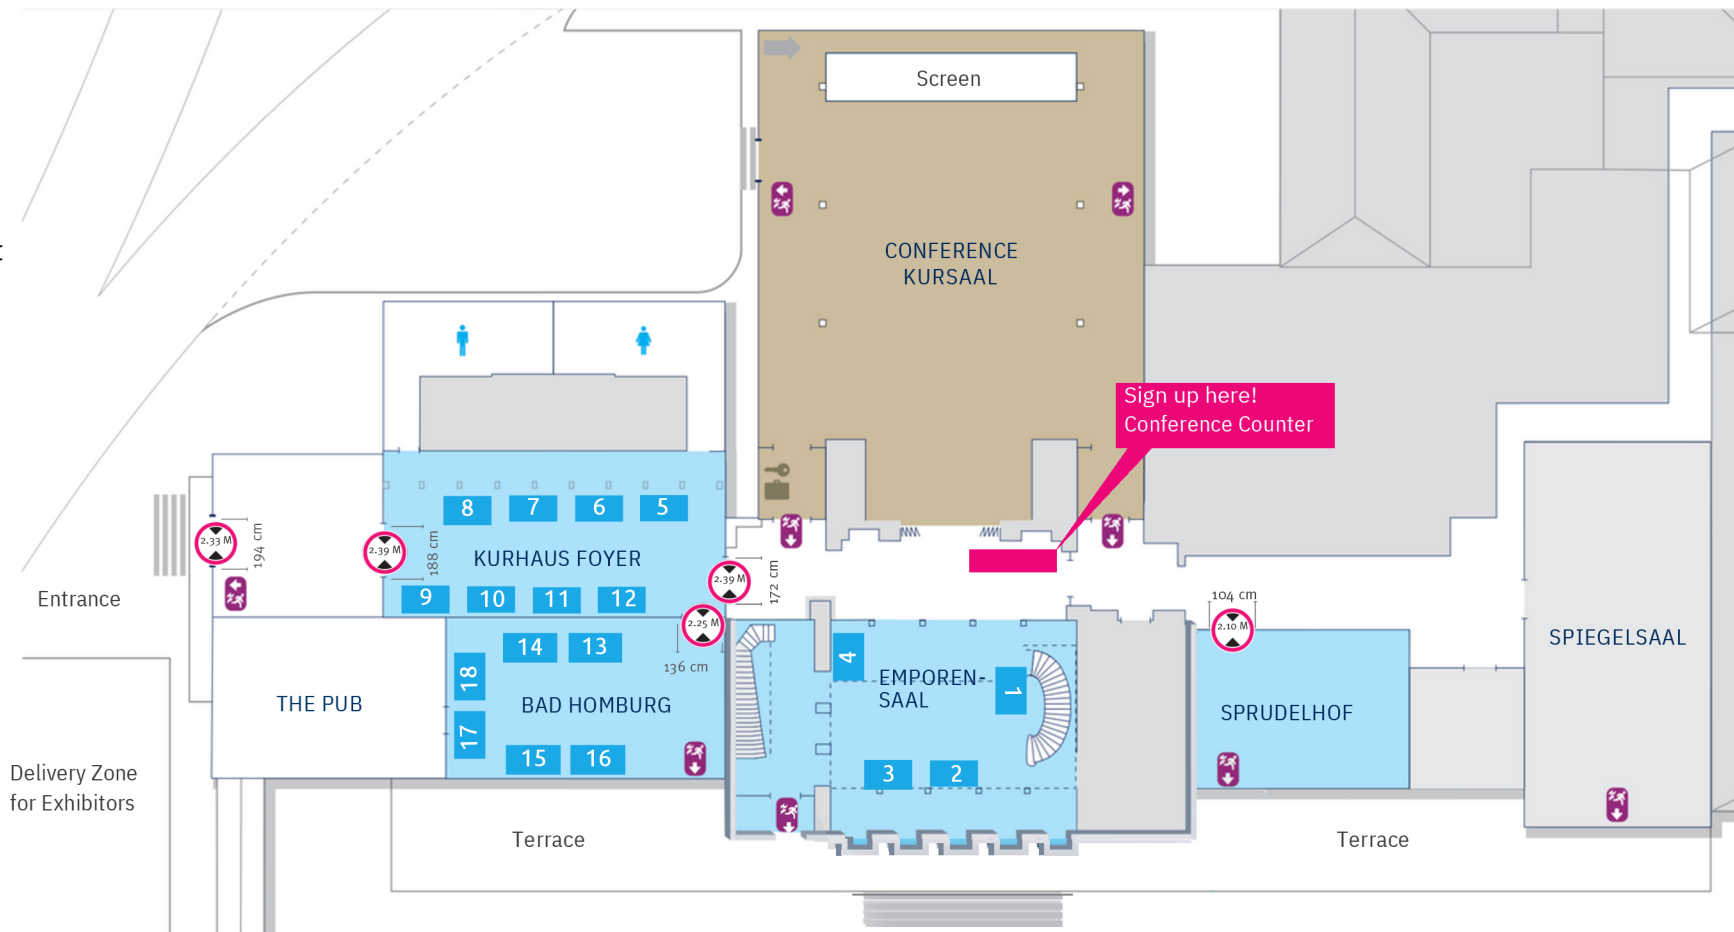 Screen
t
CONFERENCE
KURSAAL
Sign up here!
Conference Counter
8
7
6
5
2.33 M
194 cm
2.39 M
188 cm
KURHAUS FOYER
2.39 M
172 cm
9
10
11
12
Entrance
2.25 M
136 cm
104 cm
2.10 M
14
13
18
17
THE PUB
BAD HOMBURG
15
16
4
EMPOREN-
SAAL
1
3
2
SPRUDELHOF
SPIEGELSAAL
Delivery Zone
for Exhibitors
Terrace
Terrace